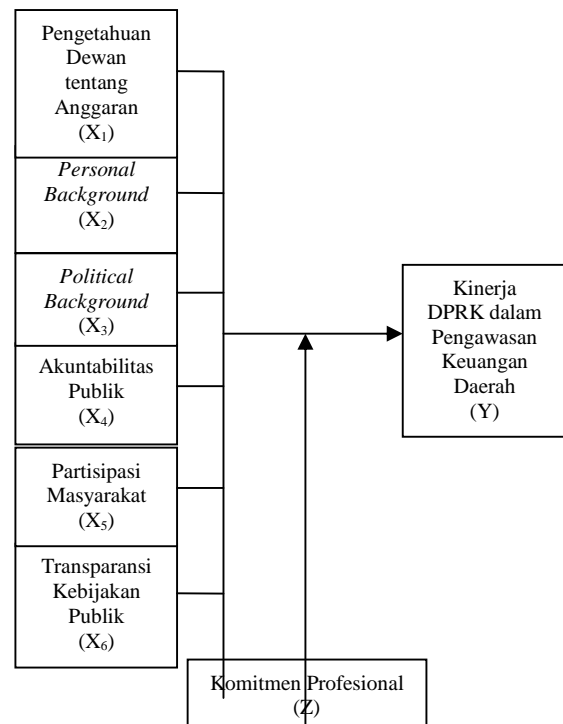 Pengetahuan
Dewan
tentang
Anggaran
(X₁)
Personal
Background
(X₂)
Political
Background
(X₃)
Akuntabilitas
Publik
(X₄)
Partisipasi
Masyarakat
(X₅)
Transparansi
Kebijakan
Publik
(X₆)
Kinerja
DPRK dalam
Pengawasan
Keuangan
Daerah
(Y)
Komitmen Profesional
(Z)